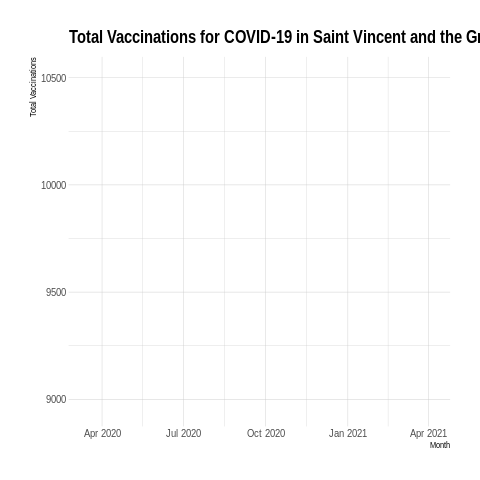 Total Vaccinations for COVID-19 in Saint Vincent and the Gr
Total Vaccinations
10500
10000
9500
9000
Apr 2020 Jul 2020 Oct 2020 Jan 2021 Apr 2021
Month